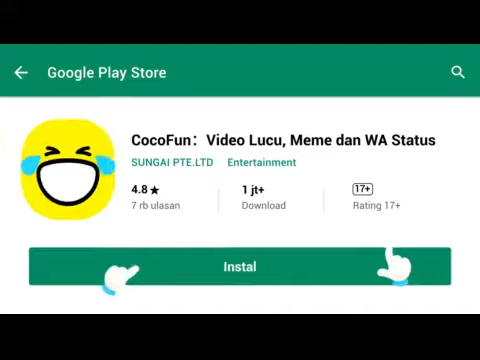 Google Play Store
CocoFun： Video Lucu, Meme dan WA Status
SUNGAI PTE.LTD Entertainment
4.8★ 1 jt+ 17+
7 rb ulasan Download Rating 17+
Instal